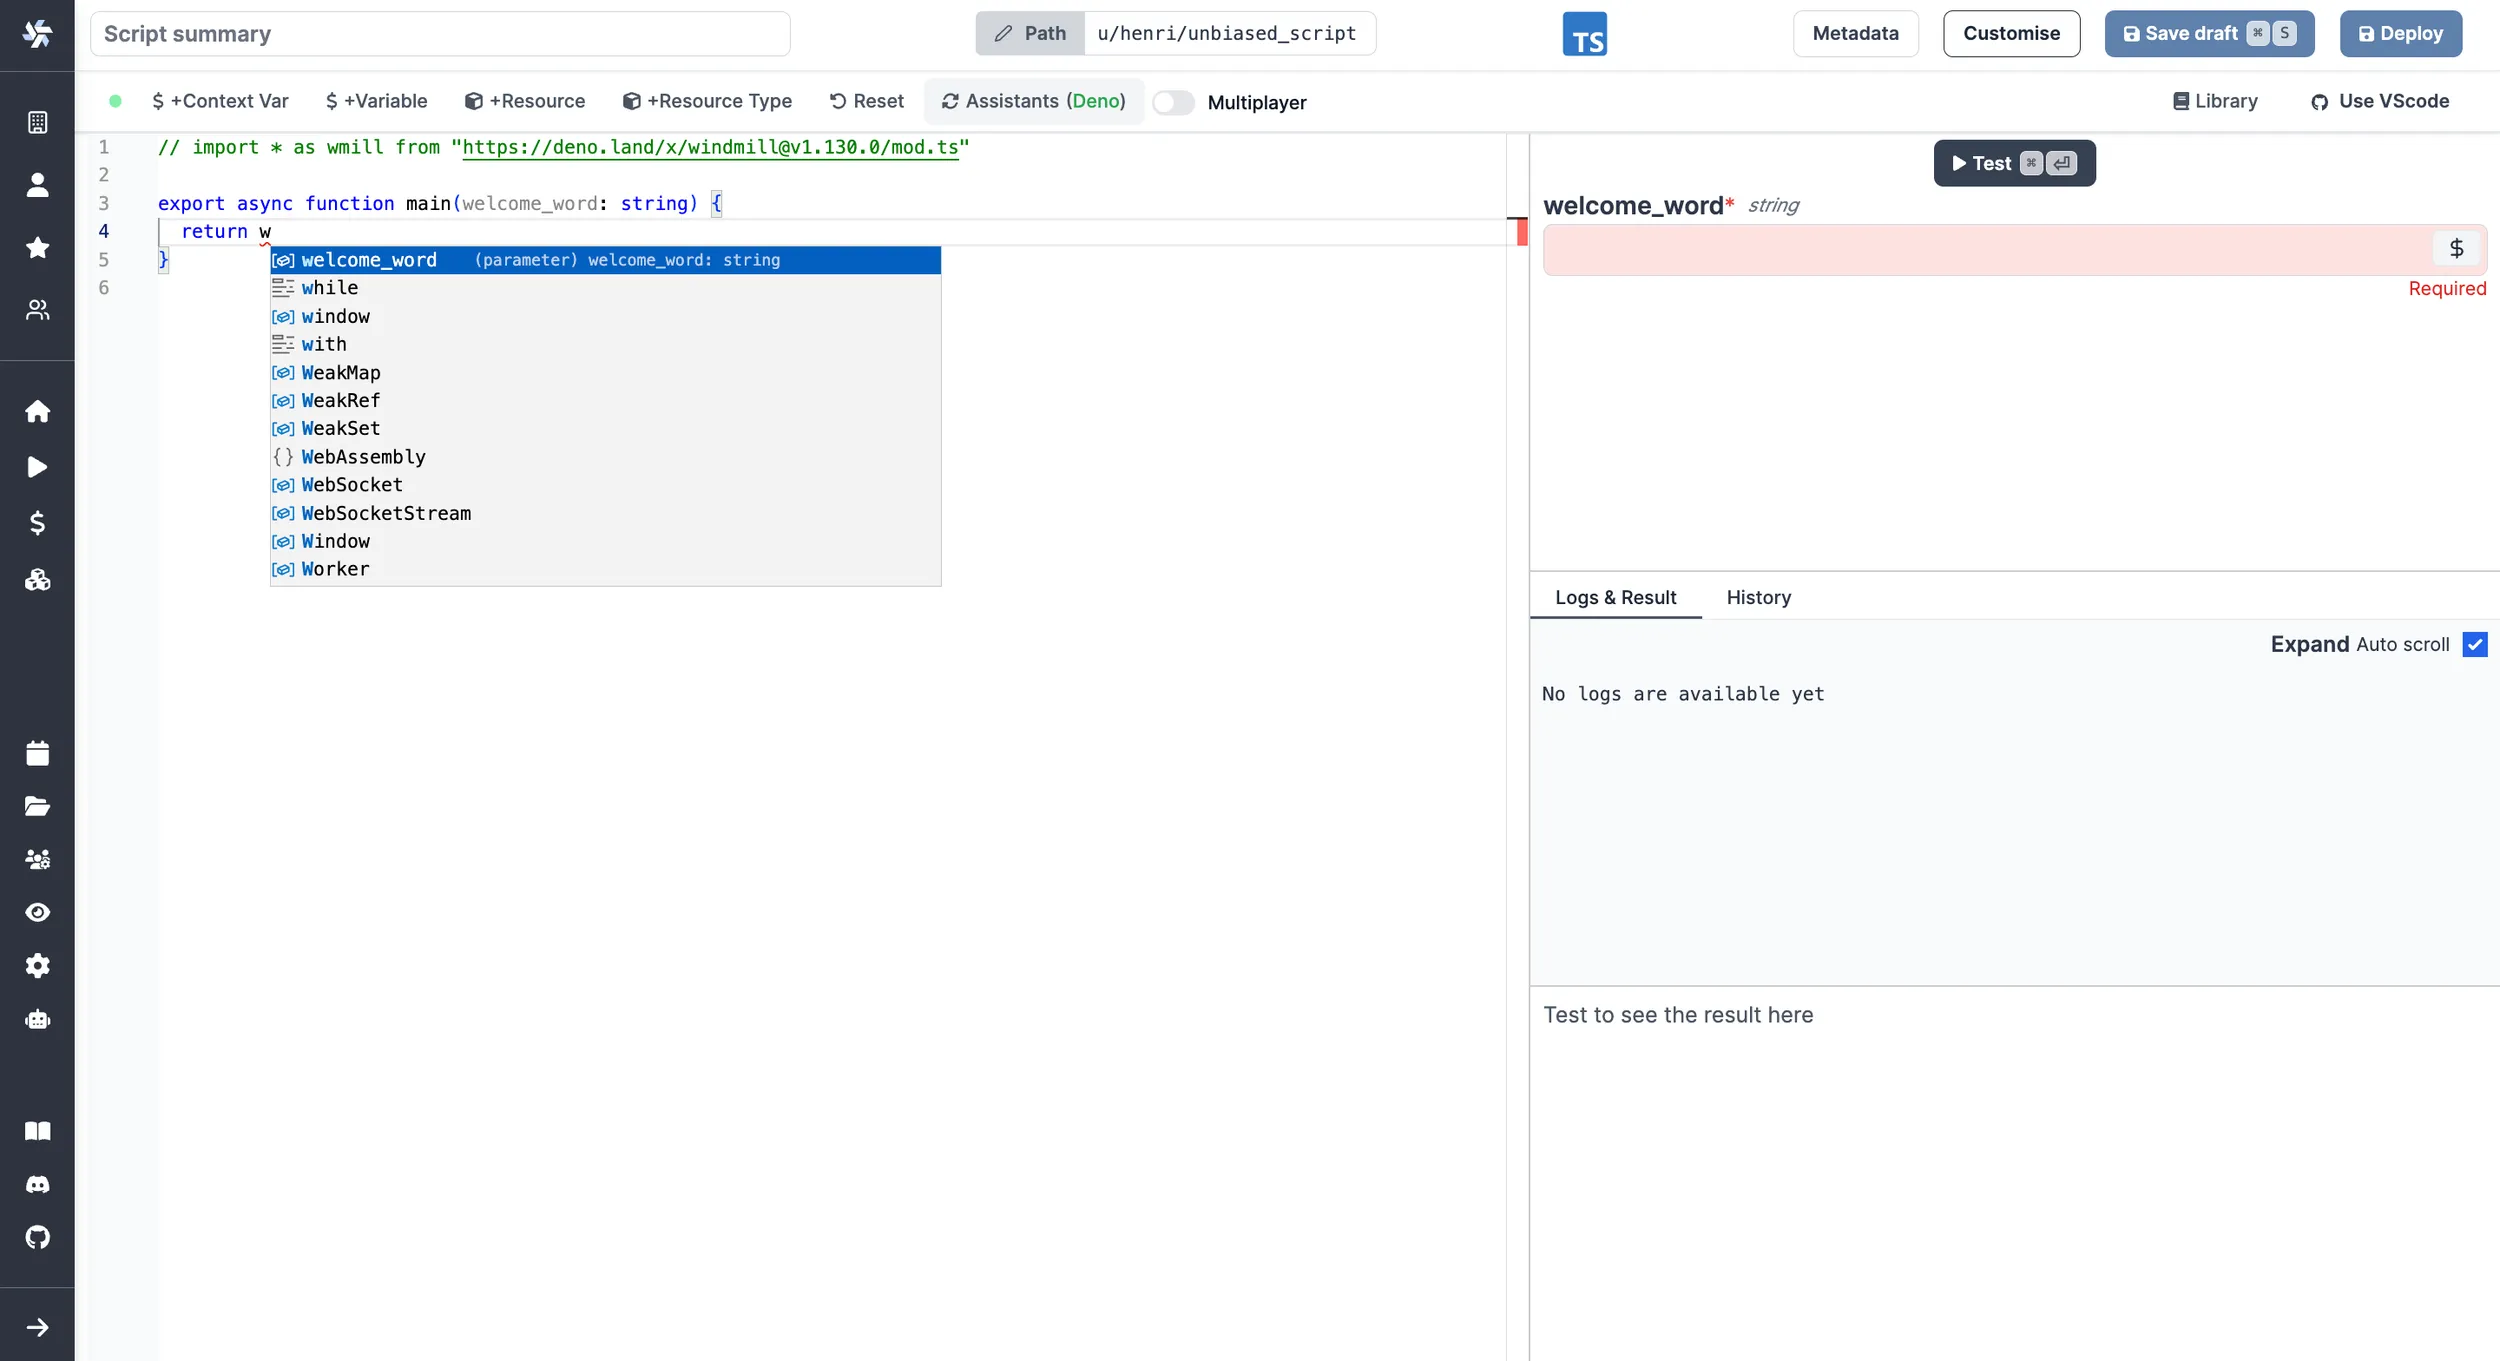 Script summary
Path u/henri/unbiased_script
TS
Metadata Customise Save draft ⌘ S Deploy
$ +Context Var $ +Variable +Resource +Resource Type Reset Assistants (Deno) Multiplayer Library Use VScode
1 // import * as wmill from "https://deno.land/x/windmill@v1.130.0/mod.ts"
2
3 export async function main(welcome_word: string) {
4 return w
5 }
6
welcome_word (parameter) welcome_word: string
while
window
with
WeakMap
WeakRef
WeakSet
{} WebAssembly
WebSocket
WebSocketStream
Window
Worker
Test ⌘ ⏎
welcome_word* string
$
Required
Logs & Result History
Expand Auto scroll
No logs are available yet
Test to see the result here